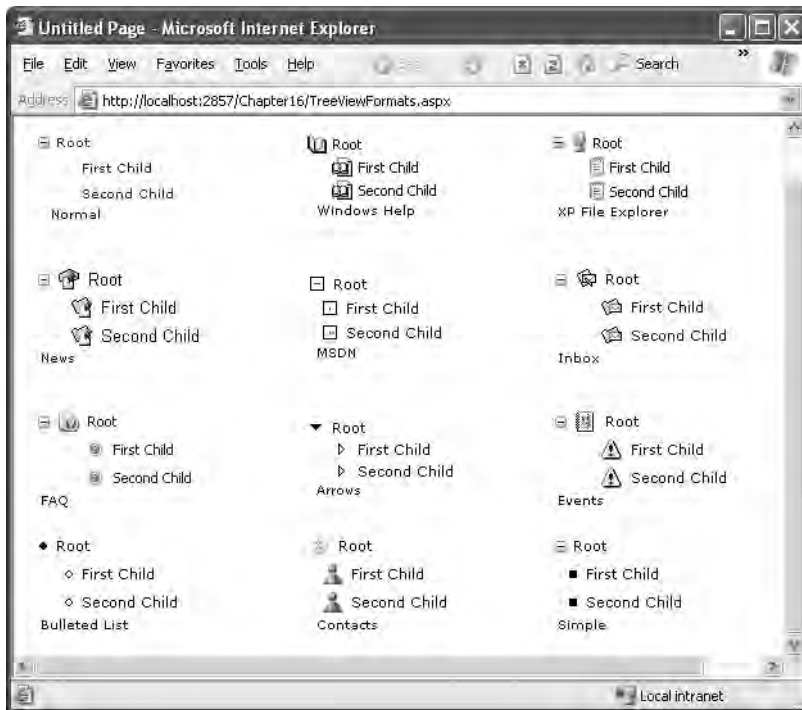 Untitled Page - Microsoft Internet Explorer
File Edit View Favorites Tools Help Search »
Address http://localhost:2857/Chapter16/TreeViewFormats.aspx
Root
First Child
Second Child
Normal
Root
First Child
Second Child
Windows Help
Root
First Child
Second Child
XP File Explorer
Root
First Child
Second Child
News
Root
First Child
Second Child
MSDN
Root
First Child
Second Child
Inbox
Root
First Child
Second Child
FAQ
Root
First Child
Second Child
Arrows
Root
First Child
Second Child
Events
Root
First Child
Second Child
Bulleted List
Root
First Child
Second Child
Contacts
Root
First Child
Second Child
Simple
Local intranet